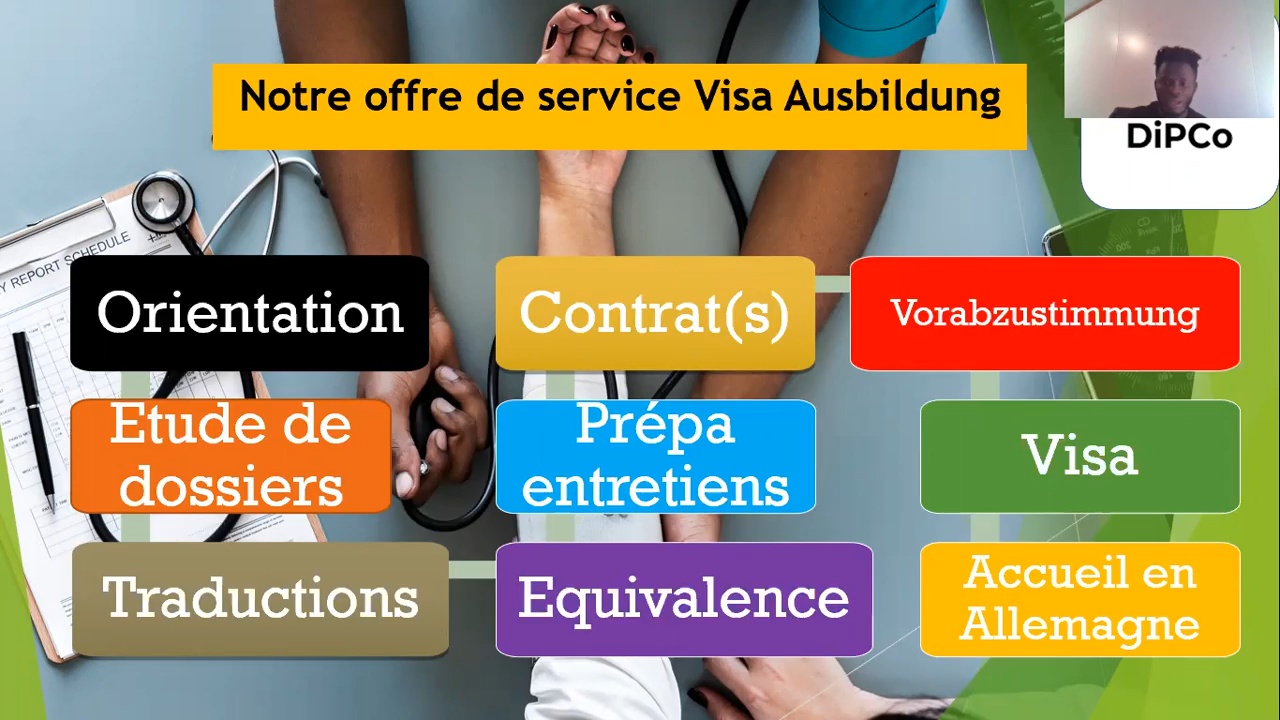 Notre offre de service Visa Ausbildung
DiPCo
Y REPORT SCHEDULE
Orientation
Contrat(s)
Vorabzustimmung
Etude de
dossiers
Prépa
entretiens
Visa
Traductions
Equivalence
Accueil en
Allemagne